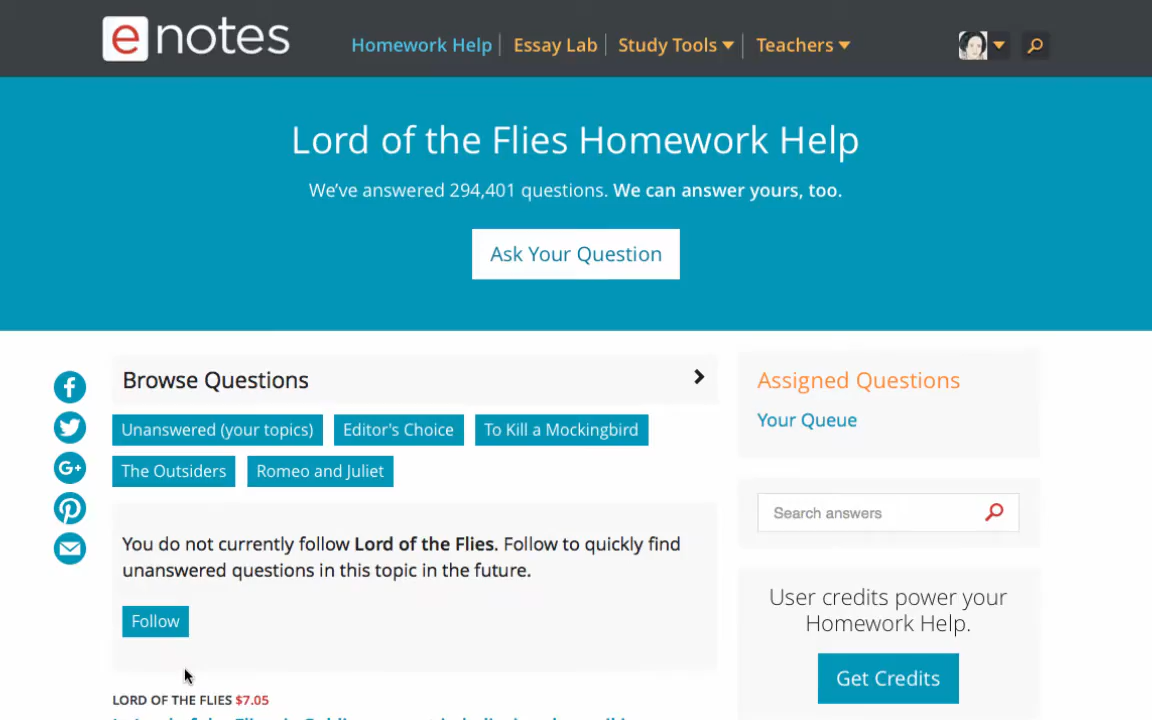 enotes
Homework Help
Essay Lab
Study Tools
Teachers
Lord of the Flies Homework Help
We've answered 294,401 questions. We can answer yours, too.
Ask Your Question
Browse Questions
Unanswered (your topics)
Editor's Choice
To Kill a Mockingbird
The Outsiders
Romeo and Juliet
You do not currently follow Lord of the Flies. Follow to quickly find
unanswered questions in this topic in the future.
Follow
LORD OF THE FLIES $7.05
Assigned Questions
Your Queue
Search answers
User credits power your
Homework Help.
Get Credits